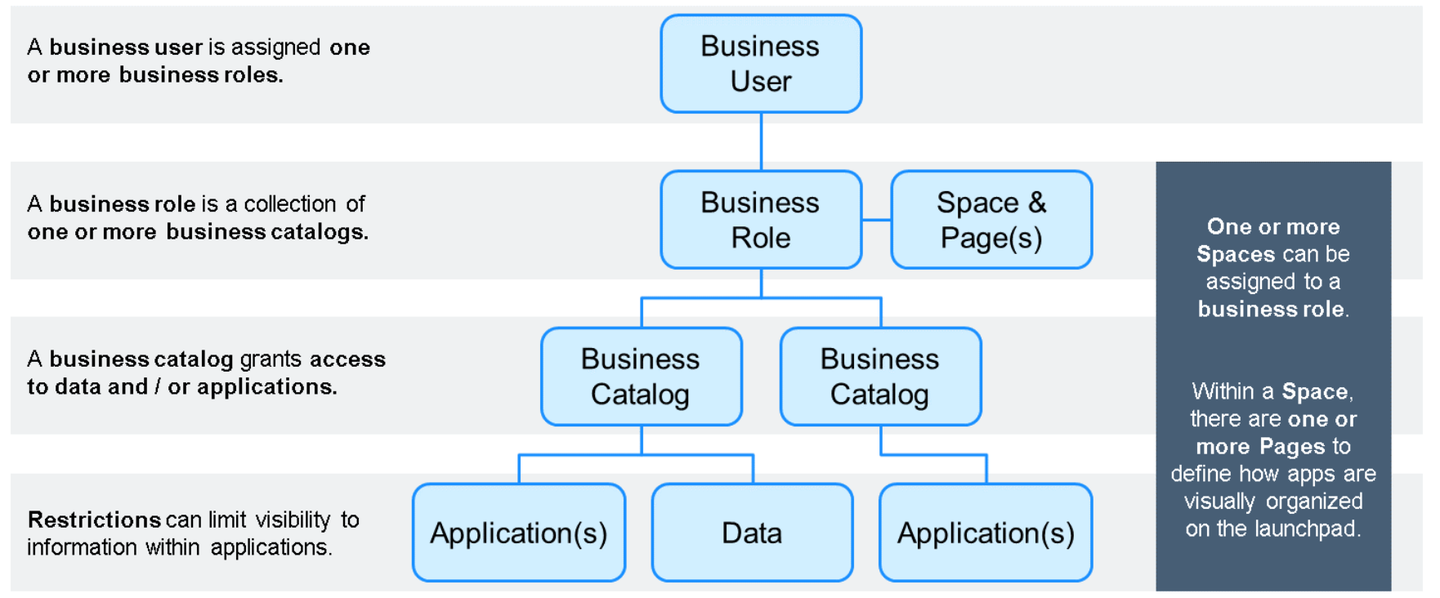 A business user is assigned one
or more business roles.
Business
User
A business role is a collection of
one or more business catalogs.
Business
Role
Space &
Page(s)
One or more
Spaces can be
assigned to a
business role.
A business catalog grants access
to data and / or applications.
Business
Catalog
Business
Catalog
Within a Space,
there are one or
more Pages to
define how apps are
visually organized
on the launchpad.
Restrictions can limit visibility to
information within applications.
Application(s)
Data
Application(s)